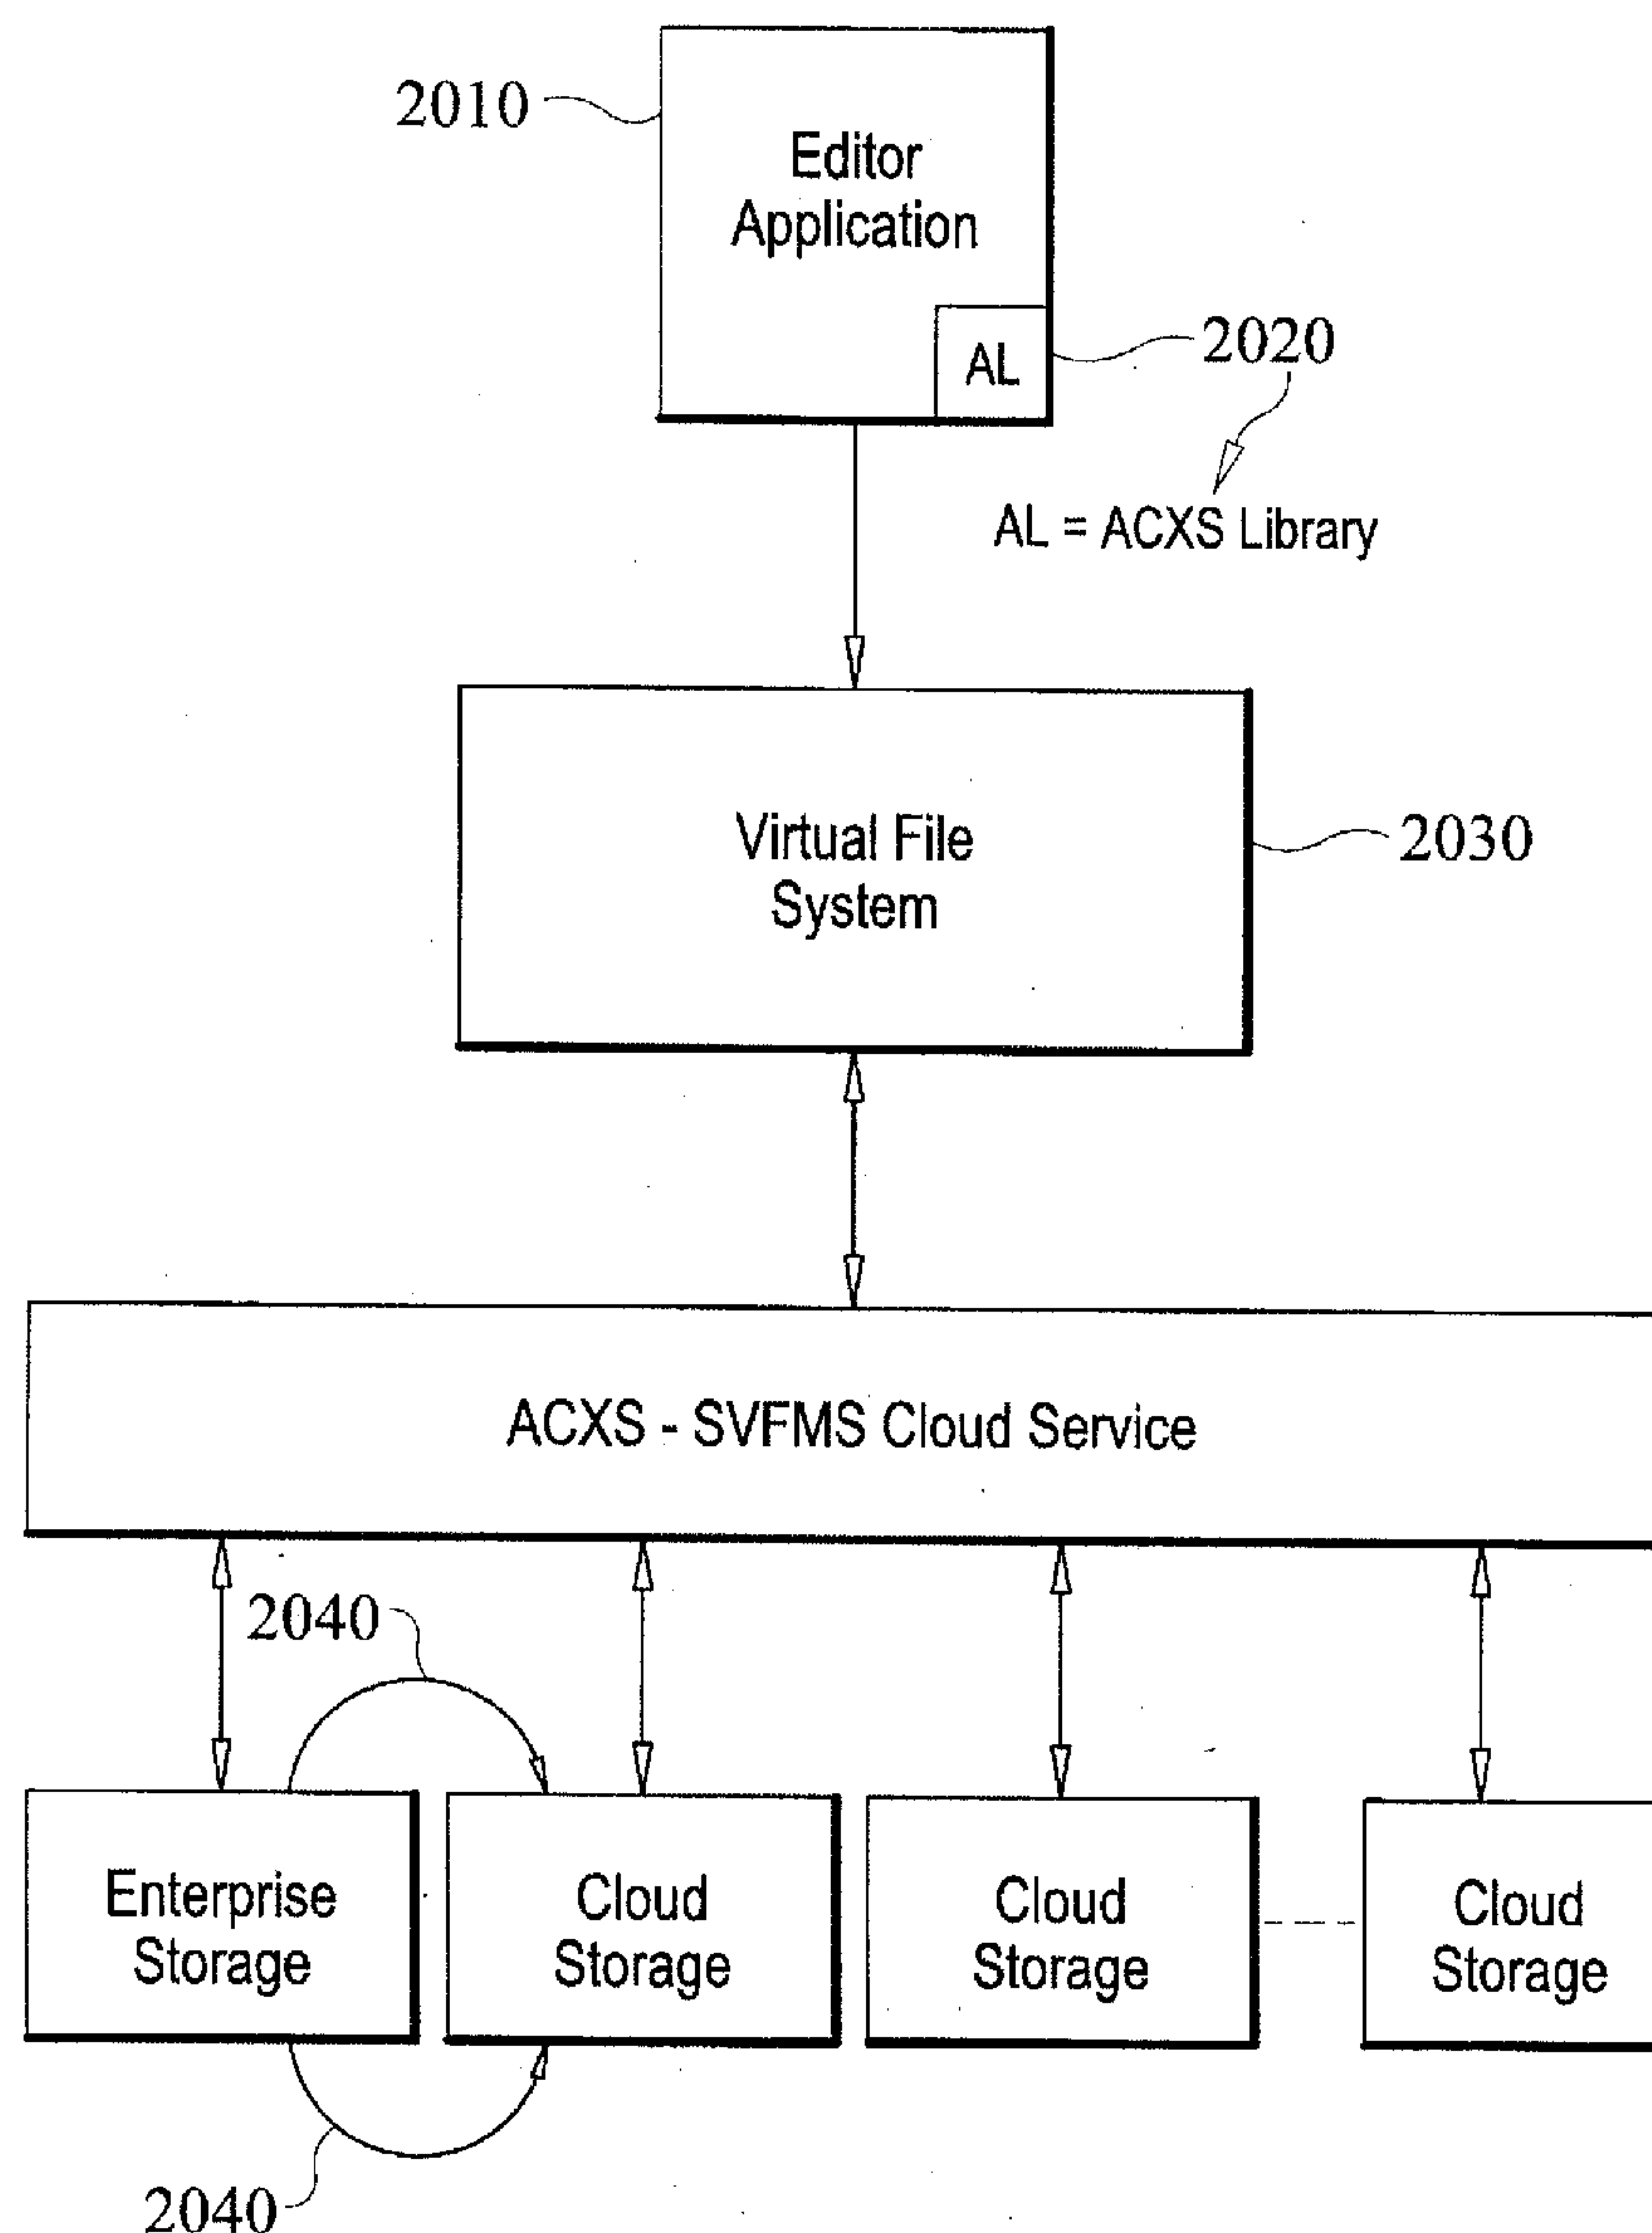 2010
Editor
Application
AL
2020
AL = ACXS Library
Virtual File
System
2030
ACXS - SVFMS Cloud Service
2040
Enterprise
Storage
Cloud
Storage
Cloud
Storage
Cloud
Storage
2040